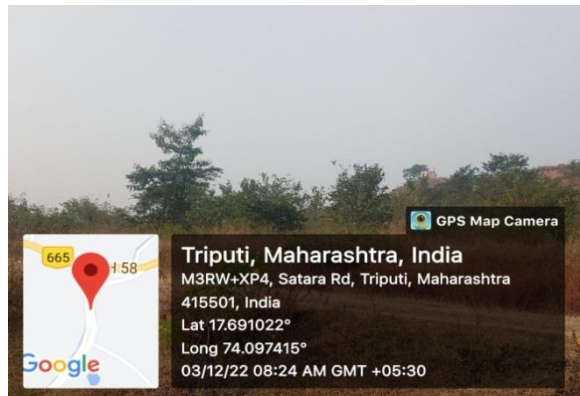 GPS Map Camera
665
H 58
Google
Triputi, Maharashtra, India
M3RW+XP4, Satara Rd, Triputi, Maharashtra
415501, India
Lat 17.691022°
Long 74.097415°
03/12/22 08:24 AM GMT +05:30